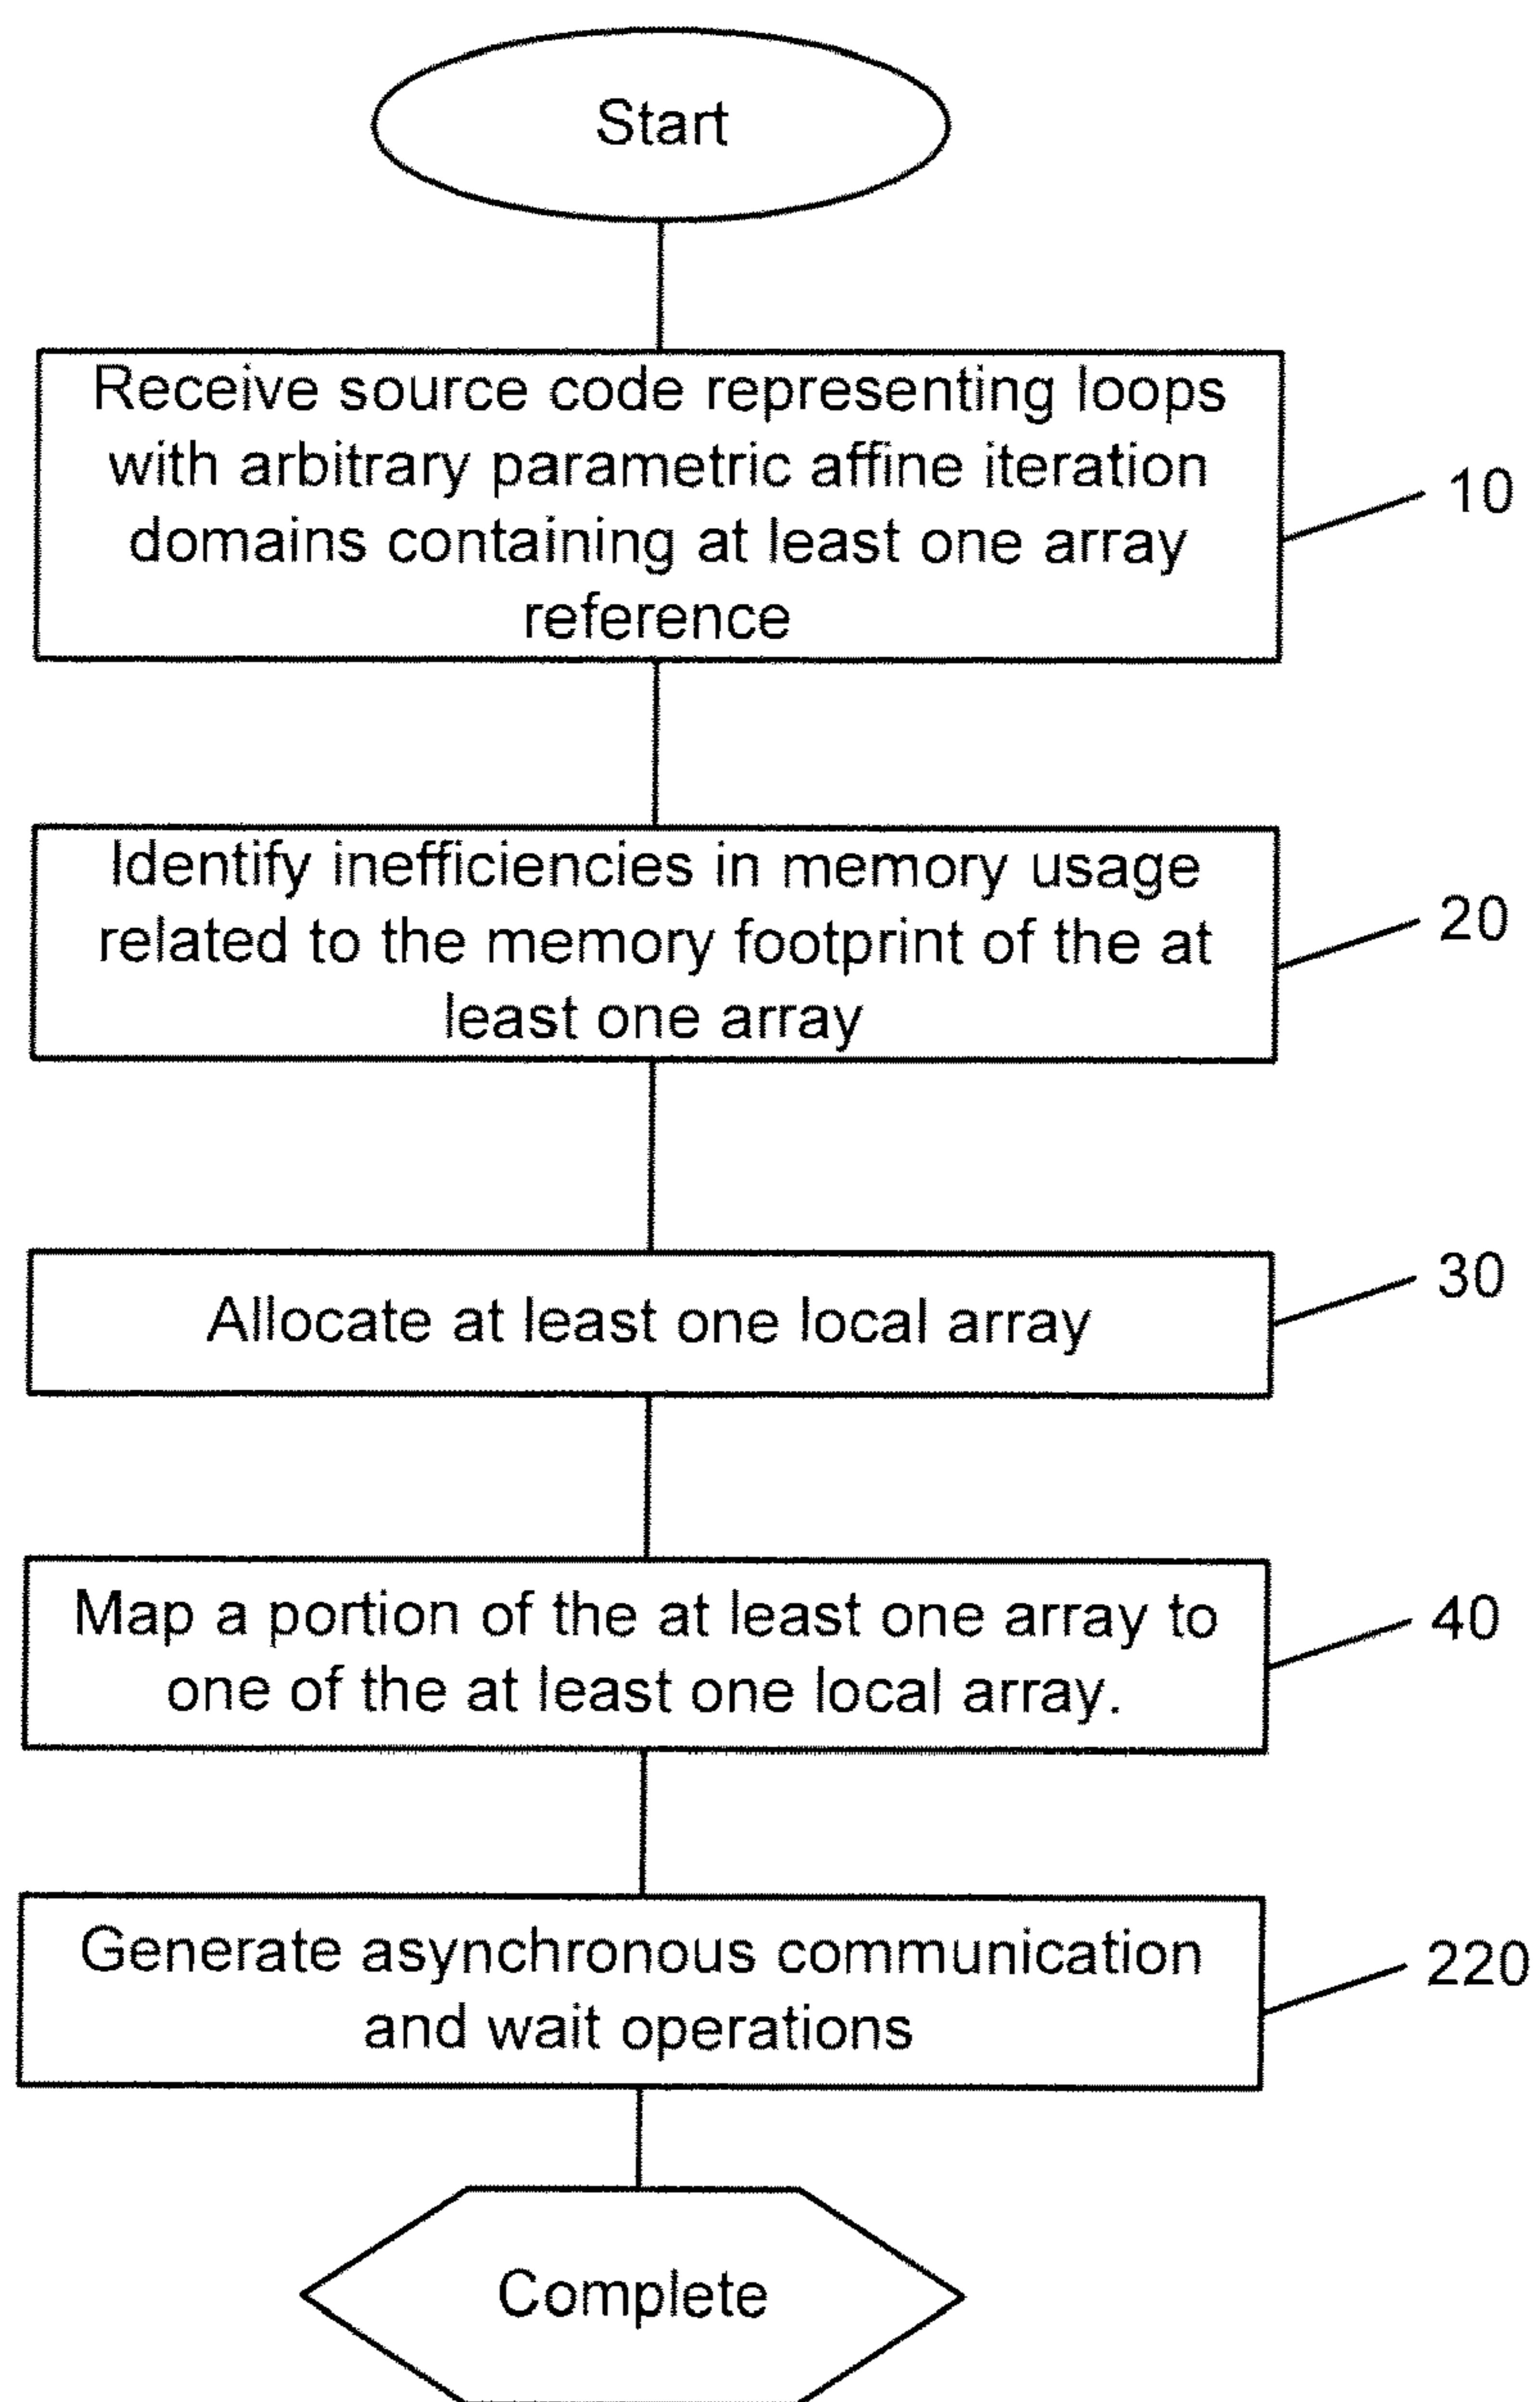 Start
Receive source code representing loops
with arbitrary parametric affine iteration
domains containing at least one array
reference
10
Identify inefficiencies in memory usage
related to the memory footprint of the at
least one array
20
Allocate at least one local array
30
Map a portion of the at least one array to
one of the at least one local array.
40
Generate asynchronous communication
and wait operations
220
Complete